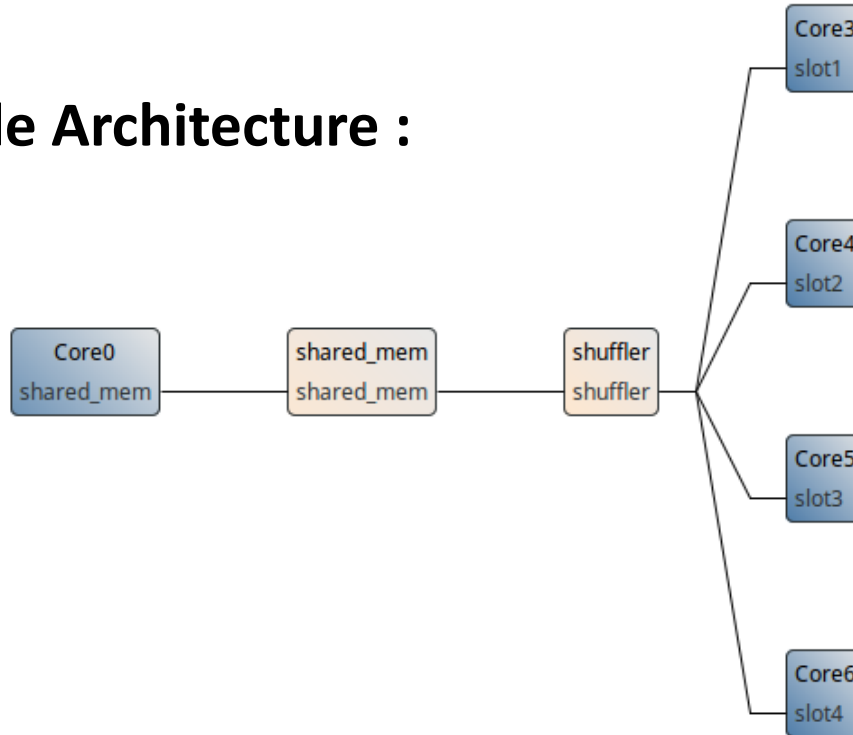 le Architecture :
Core0
shared_mem
shared_mem
shared_mem
shuffler
shuffler
Core3
slot1
Core4
slot2
Core5
slot3
Core6
slot4